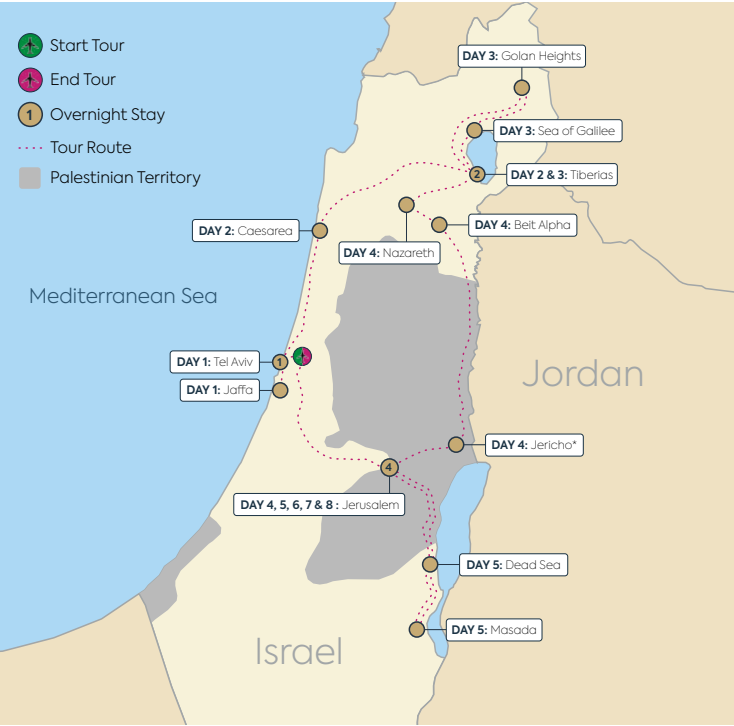 Start Tour
End Tour
1 Overnight Stay
Tour Route
Palestinian Territory
DAY 3: Golan Heights
DAY 3: Sea of Galilee
2
DAY 2 & 3: Tiberias
DAY 2: Caesarea
DAY 4: Beit Alpha
DAY 4: Nazareth
Mediterranean Sea
DAY 1: Tel Aviv
1
DAY 1: Jaffa
Jordan
DAY 4: Jericho*
4
DAY 4, 5, 6, 7 & 8 : Jerusalem
DAY 5: Dead Sea
DAY 5: Masada
Israel